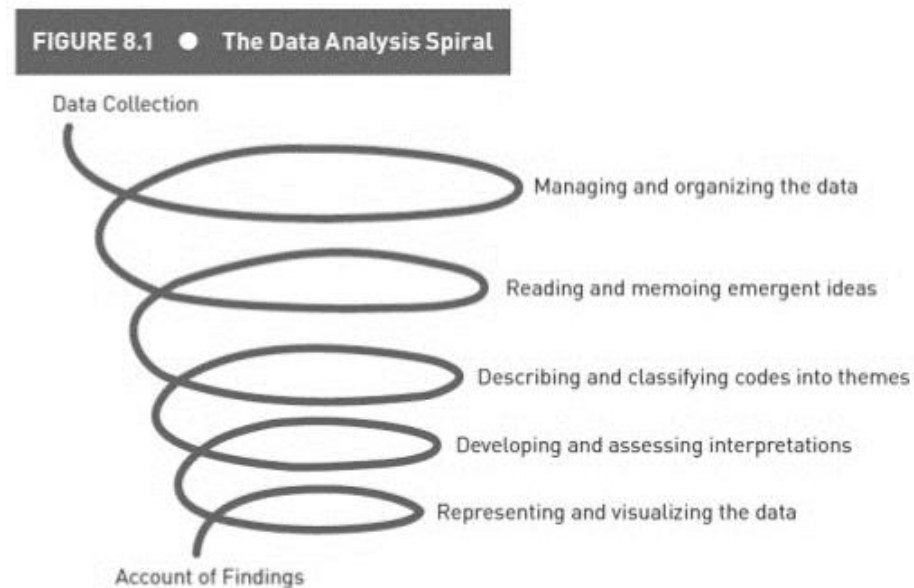 FIGURE 8.1 ● The Data Analysis Spiral
Data Collection
Managing and organizing the data
Reading and memoing emergent ideas
Describing and classifying codes into themes
Developing and assessing interpretations
Representing and visualizing the data
Account of Findings